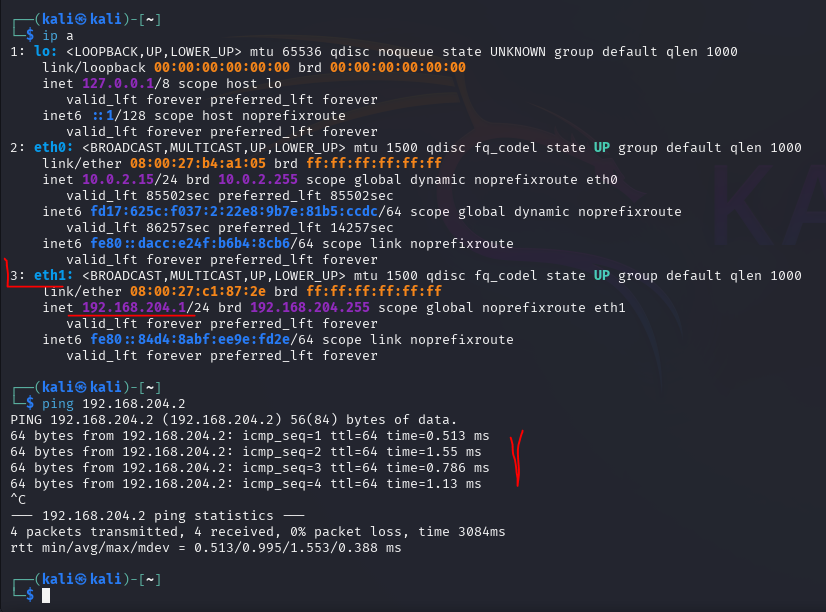 ┌──(kali㉿kali)-[~]
└─$ ip a
1: lo: <LOOPBACK,UP,LOWER_UP> mtu 65536 qdisc noqueue state UNKNOWN group default qlen 1000
    link/loopback 00:00:00:00:00:00 brd 00:00:00:00:00:00
    inet 127.0.0.1/8 scope host lo
       valid_lft forever preferred_lft forever
    inet6 ::1/128 scope host noprefixroute
       valid_lft forever preferred_lft forever
2: eth0: <BROADCAST,MULTICAST,UP,LOWER_UP> mtu 1500 qdisc fq_codel state UP group default qlen 1000
    link/ether 08:00:27:b4:a1:05 brd ff:ff:ff:ff:ff:ff
    inet 10.0.2.15/24 brd 10.0.2.255 scope global dynamic noprefixroute eth0
       valid_lft 85502sec preferred_lft 85502sec
    inet6 fd17:625c:f037:2:22e8:9b7e:81b5:ccdc/64 scope global dynamic noprefixroute
       valid_lft 86257sec preferred_lft 14257sec
    inet6 fe80::dacc:e24f:b6b4:8cb6/64 scope link noprefixroute
       valid_lft forever preferred_lft forever
3: eth1: <BROADCAST,MULTICAST,UP,LOWER_UP> mtu 1500 qdisc fq_codel state UP group default qlen 1000
    link/ether 08:00:27:c1:87:2e brd ff:ff:ff:ff:ff:ff
    inet 192.168.204.1/24 brd 192.168.204.255 scope global noprefixroute eth1
       valid_lft forever preferred_lft forever
    inet6 fe80::84d4:8abf:ee9e:fd2e/64 scope link noprefixroute
       valid_lft forever preferred_lft forever
┌──(kali㉿kali)-[~]
└─$ ping 192.168.204.2
PING 192.168.204.2 (192.168.204.2) 56(84) bytes of data.
64 bytes from 192.168.204.2: icmp_seq=1 ttl=64 time=0.513 ms
64 bytes from 192.168.204.2: icmp_seq=2 ttl=64 time=1.55 ms
64 bytes from 192.168.204.2: icmp_seq=3 ttl=64 time=0.786 ms
64 bytes from 192.168.204.2: icmp_seq=4 ttl=64 time=1.13 ms
^C
--- 192.168.204.2 ping statistics ---
4 packets transmitted, 4 received, 0% packet loss, time 3084ms
rtt min/avg/max/mdev = 0.513/0.995/1.553/0.388 ms
┌──(kali㉿kali)-[~]
└─$
KA